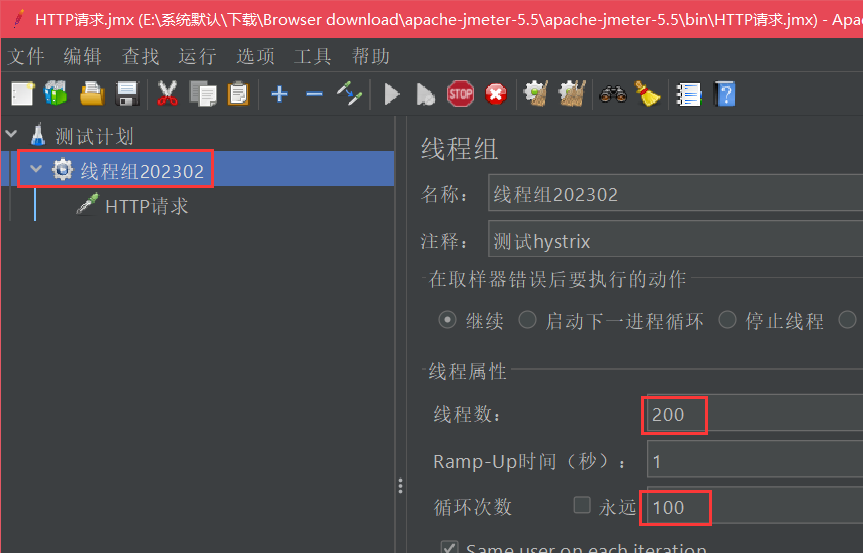 HTTP请求.jmx (E:\系统默认\下载\Browser download\apache-jmeter-5.5\apache-jmeter-5.5\bin\HTTP请求.jmx) - Apa
文件 编辑 查找 运行 选项 工具 帮助
STOP
测试计划
线程组202302
HTTP请求
线程组
名称： 线程组202302
注释： 测试hystrix
在取样器错误后要执行的动作
继续 启动下一进程循环 停止线程
线程属性
线程数： 200
Ramp-Up时间（秒）： 1
循环次数 永远 100
Same user on each iteration